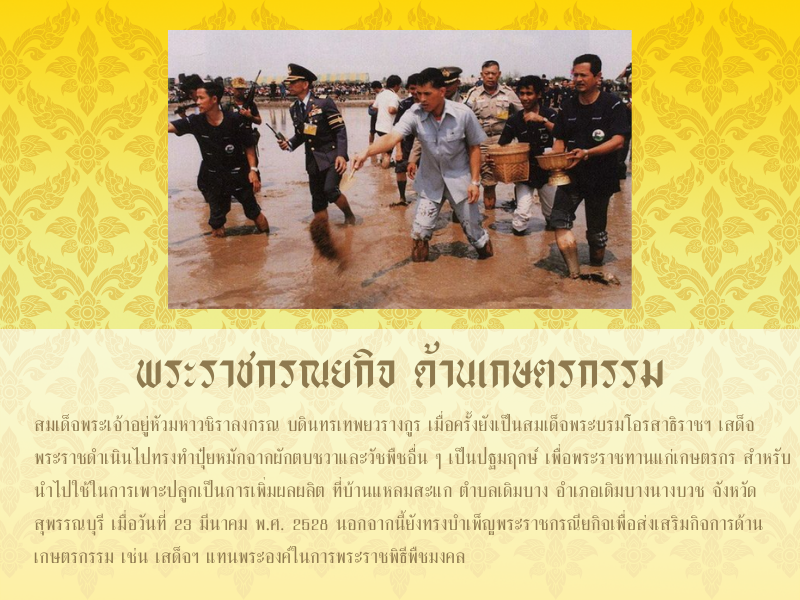 พระราชกรณยกิจ ด้านเกษตรกรรม
สมเด็จพระเจ้าอยู่หัวมหาวชิราลงกรณ บดินทรเทพยวรางกูร เมื่อครั้งยังเป็นสมเด็จพระบรมโอรสาธิราชฯ เสด็จ
พระราชดำเนินไปทรงทำปุ๋ยหมักจากผักตบชวาและวัชพืชอื่น ๆ เป็นปฐมฤกษ์ เพื่อพระราชทานแก่เกษตรกร สำหรับ
นำไปใช้ในการเพาะปลูกเป็นการเพิ่มผลผลิต ที่บ้านแหลมสะแก ตำบลเดิมบาง อำเภอเดิมบางนางบวช จังหวัด
สุพรรณบุรี เมื่อวันที่ 23 มีนาคม พ.ศ. 2528 นอกจากนี้ยังทรงบำเพ็ญพระราชกรณียกิจเพื่อส่งเสริมกิจการด้าน
เกษตรกรรม เช่น เสด็จฯ แทนพระองค์ในการพระราชพิธีพืชมงคล